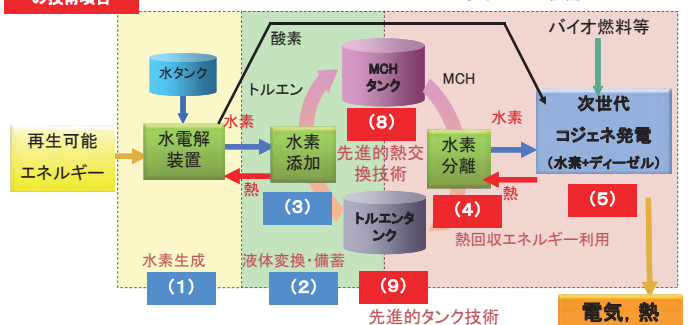 の技術項目
酸素
バイオ燃料等
水タンク
MCH
タンク
MCH
トルエン
次世代
コジェネ発電
(水素+ディーゼル)
再生可能
エネルギー
水電解
装置
水素
水素
添加
(8)
先進的熱交
換技術
水素
分離
水素
熱
熱
(3)
(4)
(5)
トルエンタ
ンク
熱回収エネルギー利用
水素生成
(1)
液体変換・備蓄
(2)
(9)
先進的タンク技術
電気, 熱